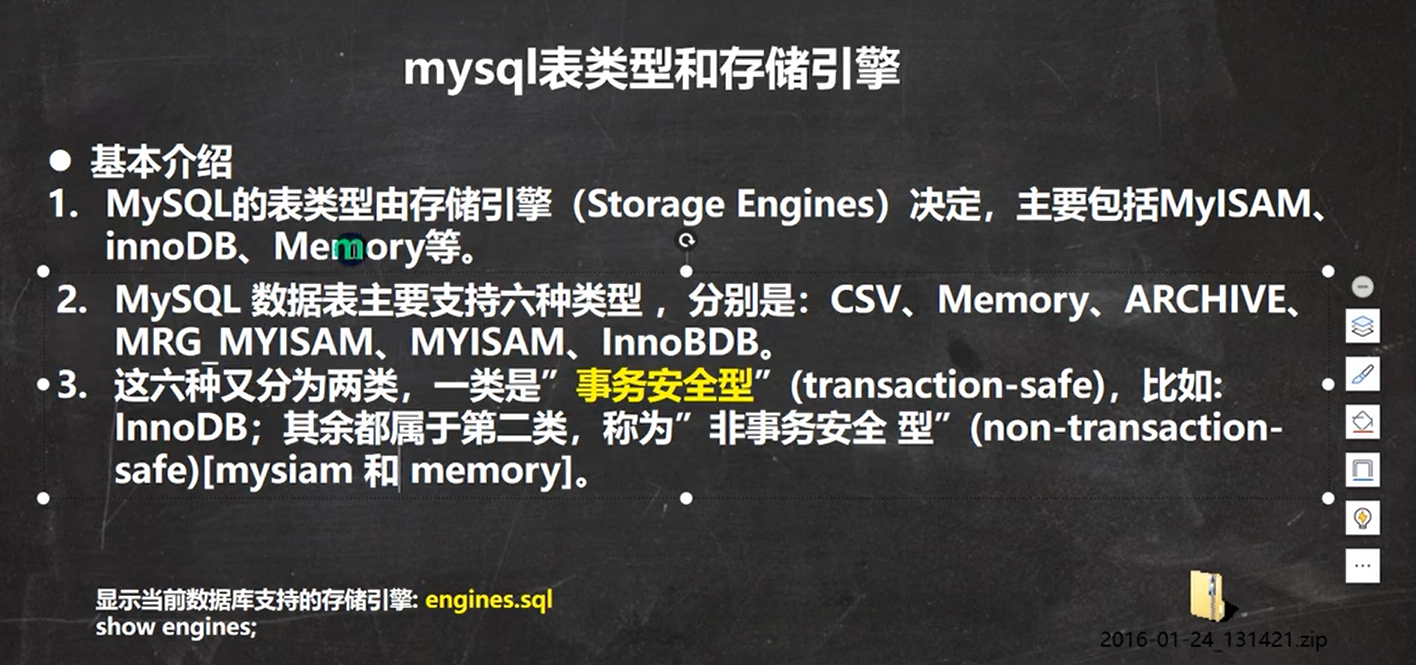 mysql表类型和存储引擎
● 基本介绍
1. MySQL的表类型由存储引擎（Storage Engines）决定，主要包括MyISAM、
innoDB、Memory等。
2. MySQL 数据表主要支持六种类型 ，分别是：CSV、Memory、ARCHIVE、
MRG_MYISAM、MYISAM、InnoBDB。
3. 这六种又分为两类，一类是”事务安全型”(transaction-safe)，比如:
InnoDB；其余都属于第二类，称为”非事务安全 型”(non-transaction-
safe)[mysiam 和 memory]。
显示当前数据库支持的存储引擎: engines.sql
show engines;
2016-01-24_131421.zip